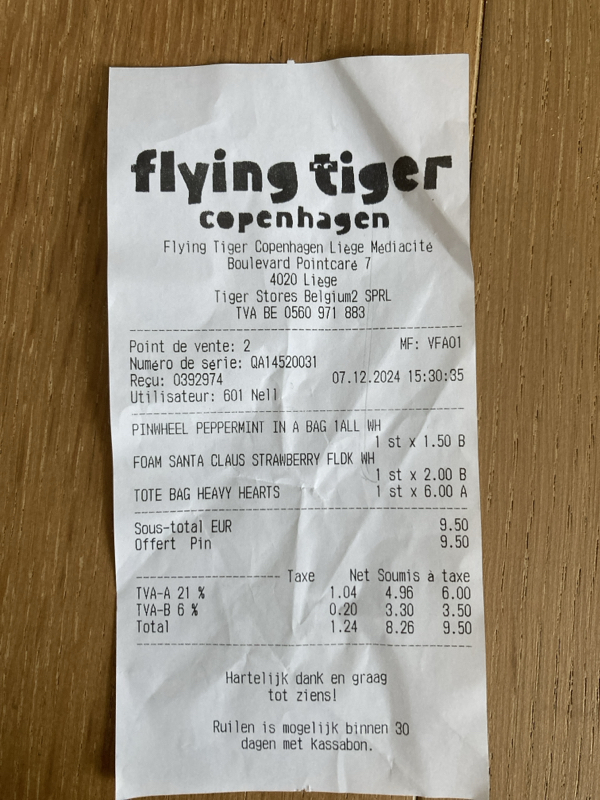 flying tiger
copenhagen
Flying Tiger Copenhagen Liège Médiacité
Boulevard Pointcaré 7
4020 Liège
Tiger Stores Belgium2 SPRL
TVA BE 0560 971 883
Point de vente: 2 MF: VFA01
Numéro de série: QA14520031
Reçu: 0392974 07.12.2024 15:30:35
Utilisateur: 601 Nell
PINWHEEL PEPPERMINT IN A BAG 1ALL WH
1 st x 1.50 B
FOAM SANTA CLAUS STRAWBERRY FLDK WH
1 st x 2.00 B
TOTE BAG HEAVY HEARTS 1 st x 6.00 A
Sous-total EUR 9.50
Offert Pin 9.50
Taxe Net Soumis à taxe
TVA-A 21 % 1.04 4.96 6.00
TVA-B 6 % 0.20 3.30 3.50
Total 1.24 8.26 9.50
Hartelijk dank en graag
tot ziens!
Ruilen is mogelijk binnen 30
dagen met Kassabon.